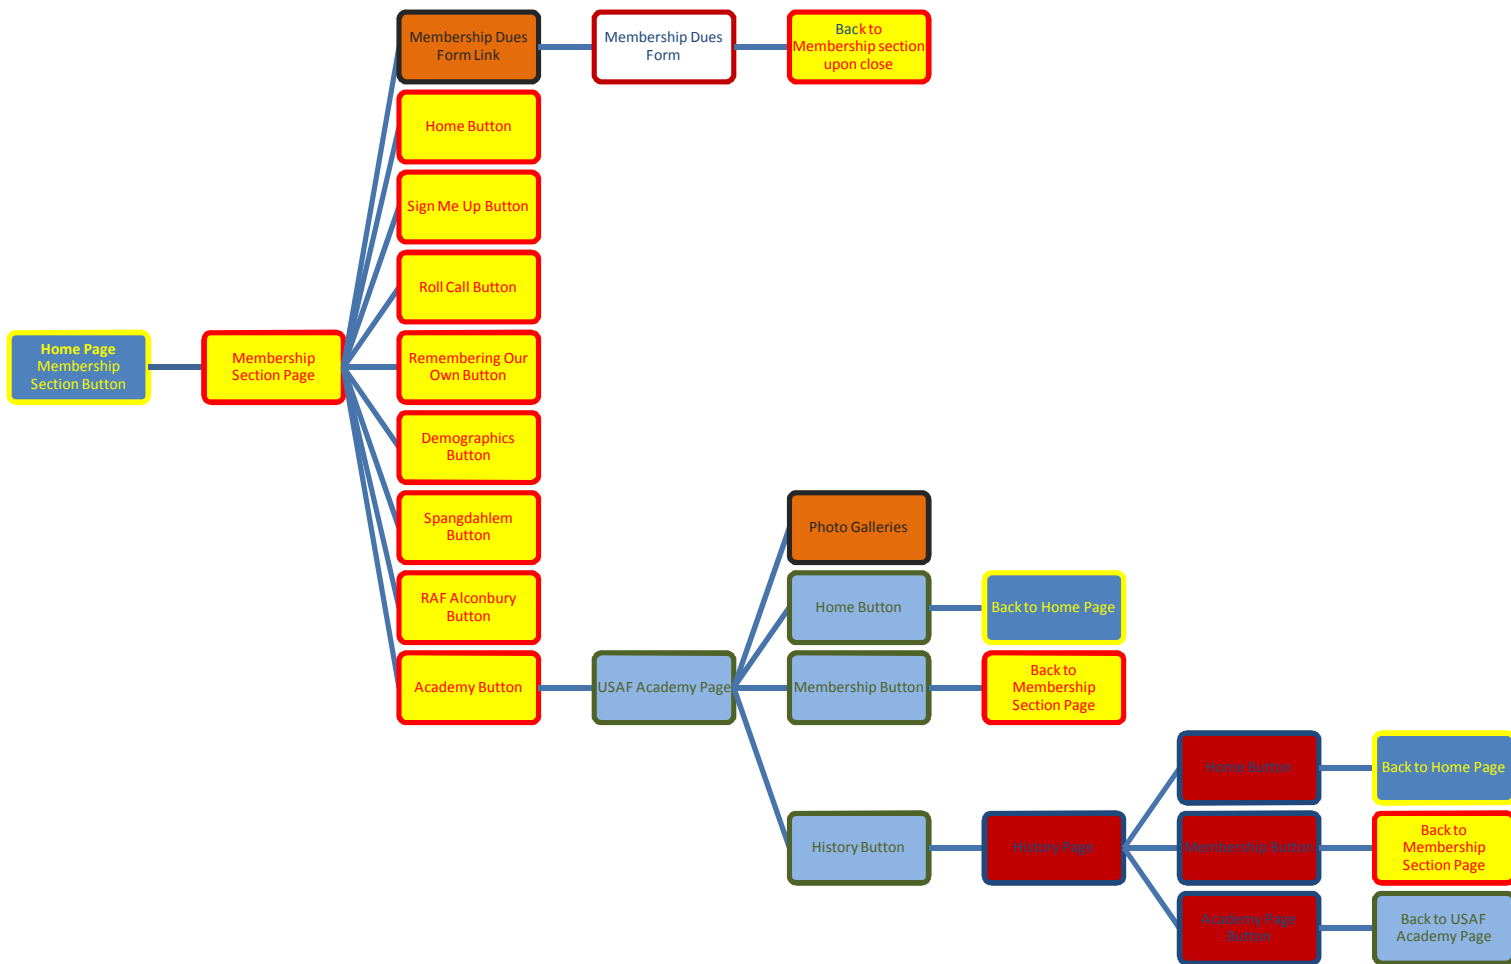 Membership Dues
Form Link
Membership Dues
Form
Back to
Membership section
upon close
Home Button
Sign Me Up Button
Roll Call Button
Home Page
Membership
Section Button
Membership
Section Page
Remembering Our
Own Button
Demographics
Button
Spangdahlem
Button
Photo Galleries
RAF Alconbury
Button
Home Button
Back to Home Page
Academy Button
USAF Academy Page
Membership Button
Back to
Membership
Section Page
Home Button
Back to Home Page
History Button
History Page
Membership Button
Back to
Membership
Section Page
Academy Page
Button
Back to USAF
Academy Page